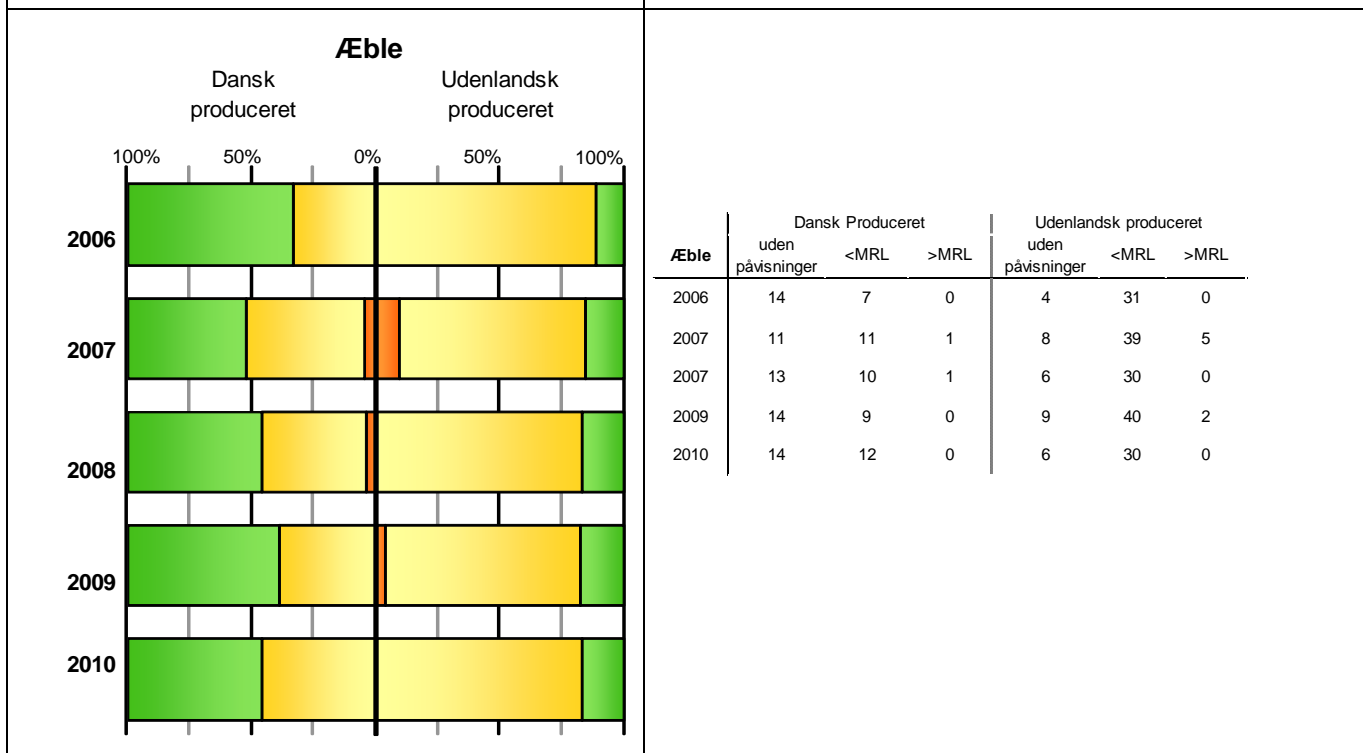 Æble
Dansk
produceret
Udenlandsk
produceret
100% 50% 0% 50% 100%
2006
2007
2008
2009
2010
Dansk Produceret Udenlandsk produceret
Æble uden påvisninger <MRL >MRL uden påvisninger <MRL >MRL
2006 14 7 0 4 31 0
2007 11 11 1 8 39 5
2007 13 10 1 6 30 0
2009 14 9 0 9 40 2
2010 14 12 0 6 30 0